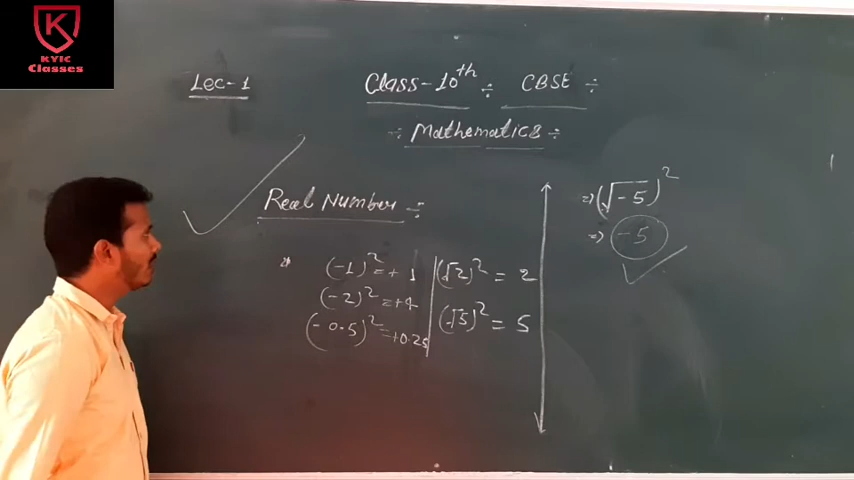 KYIC
Classes
Lec-1
Class-10th ÷ CBSE ÷
÷ Mathematics ÷
Real Number ÷
(-1)² = + 1
(-2)² = +4
(-0.5)² = +0.25
(√2)² = 2
(√5)² = 5
⇒ (√-5)²
⇒ -5